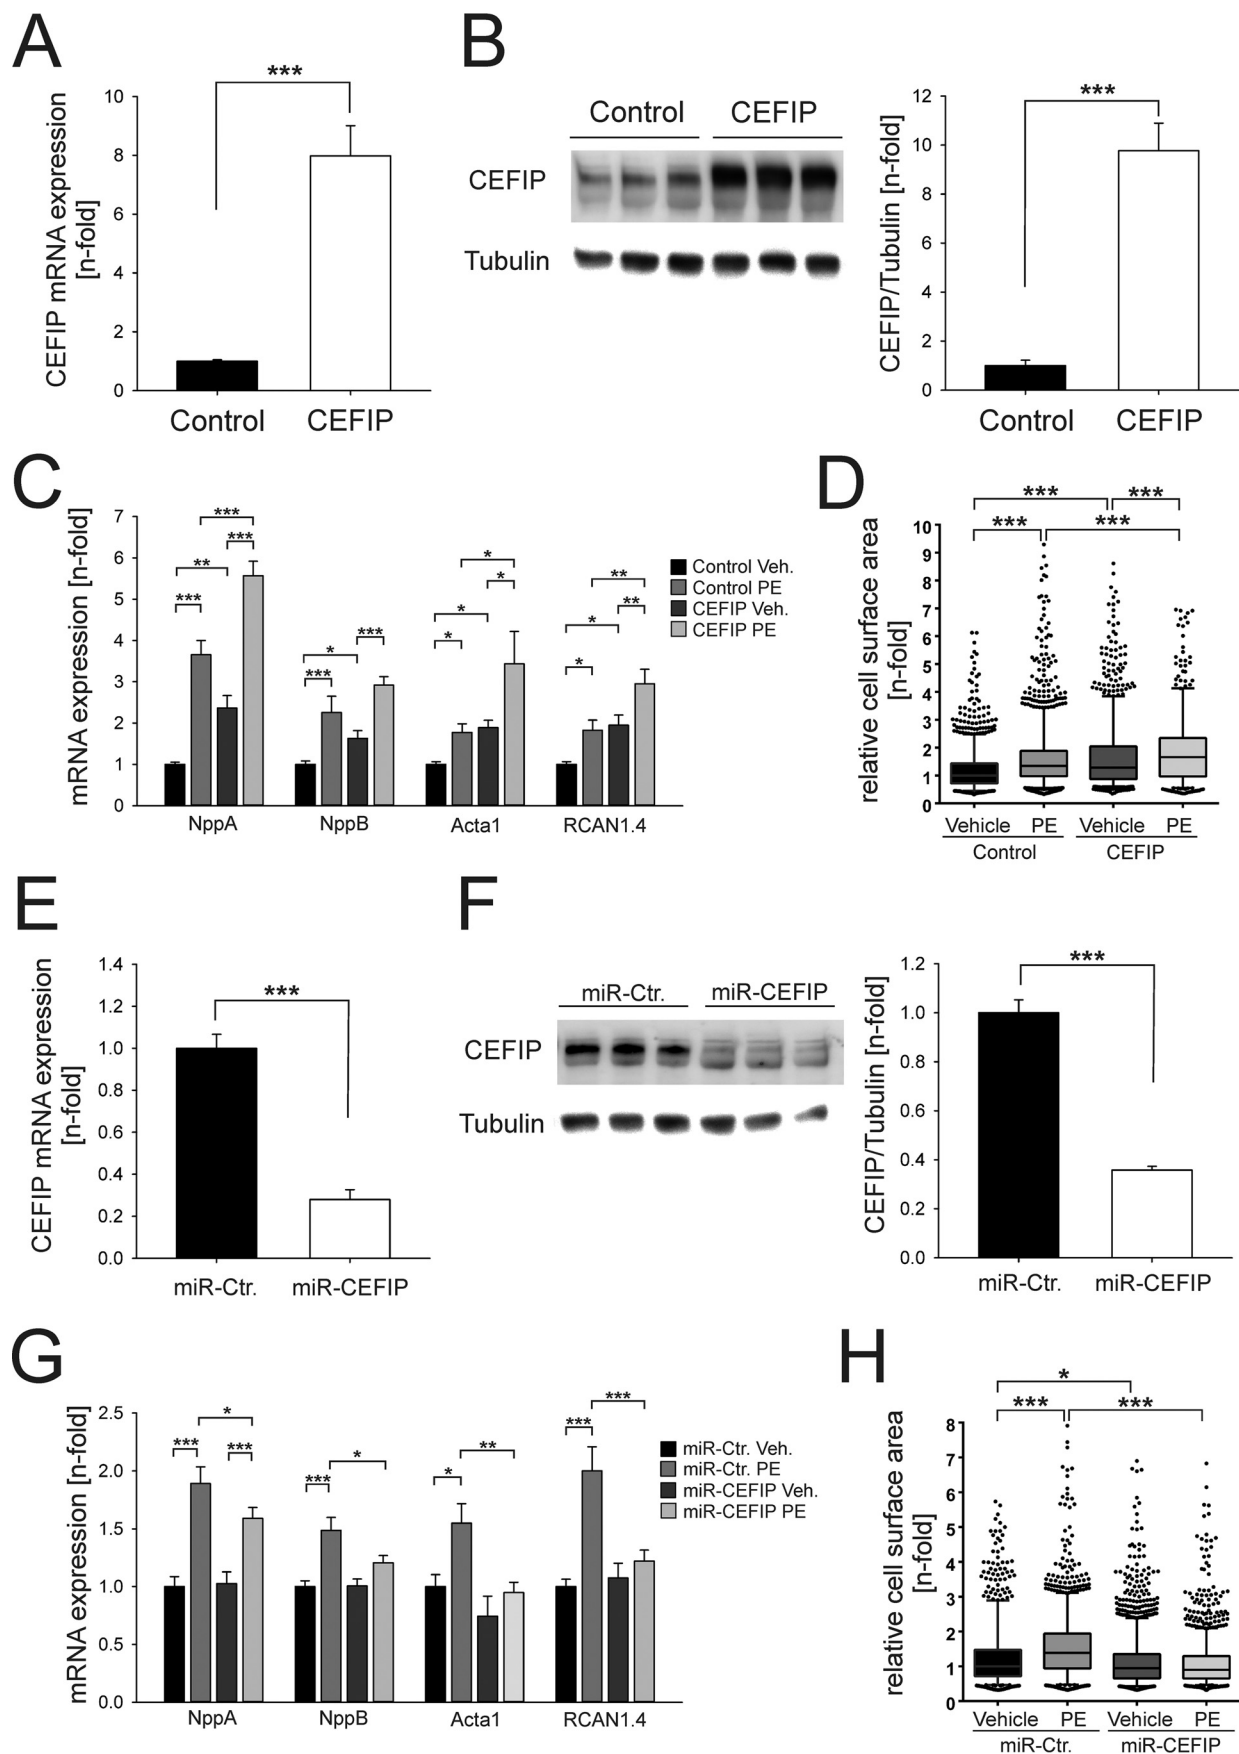 A
CEFIP mRNA expression
[n-fold]
10
8
6
4
2
0
***
Control
CEFIP
B
Control
CEFIP
CEFIP
Tubulin
CEFIP/Tubulin [n-fold]
12
10
8
6
4
2
0
***
Control
CEFIP
C
mRNA expression [n-fold]
7
6
5
4
3
2
1
0
***
***
**
***
***
*
***
*
*
*
*
**
**
*
*
NppA
NppB
Acta1
RCAN1.4
Control Veh.
Control PE
CEFIP Veh.
CEFIP PE
D
relative cell surface area
[n-fold]
10
9
8
7
6
5
4
3
2
1
0
***
***
***
***
Vehicle PE Vehicle PE
Control
CEFIP
E
CEFIP mRNA expression
[n-fold]
1.4
1.2
1.0
0.8
0.6
0.4
0.2
0.0
***
miR-Ctr.
miR-CEFIP
F
miR-Ctr.
miR-CEFIP
CEFIP
Tubulin
CEFIP/Tubulin [n-fold]
1.2
1.0
0.8
0.6
0.4
0.2
0.0
***
miR-Ctr.
miR-CEFIP
G
mRNA expression [n-fold]
2.5
2.0
1.5
1.0
0.5
0.0
*
***
***
*
***
**
*
***
***
NppA
NppB
Acta1
RCAN1.4
miR-Ctr. Veh.
miR-Ctr. PE
miR-CEFIP Veh.
miR-CEFIP PE
H
relative cell surface area
[n-fold]
8
7
6
5
4
3
2
1
0
*
***
***
Vehicle PE Vehicle PE
miR-Ctr.
miR-CEFIP